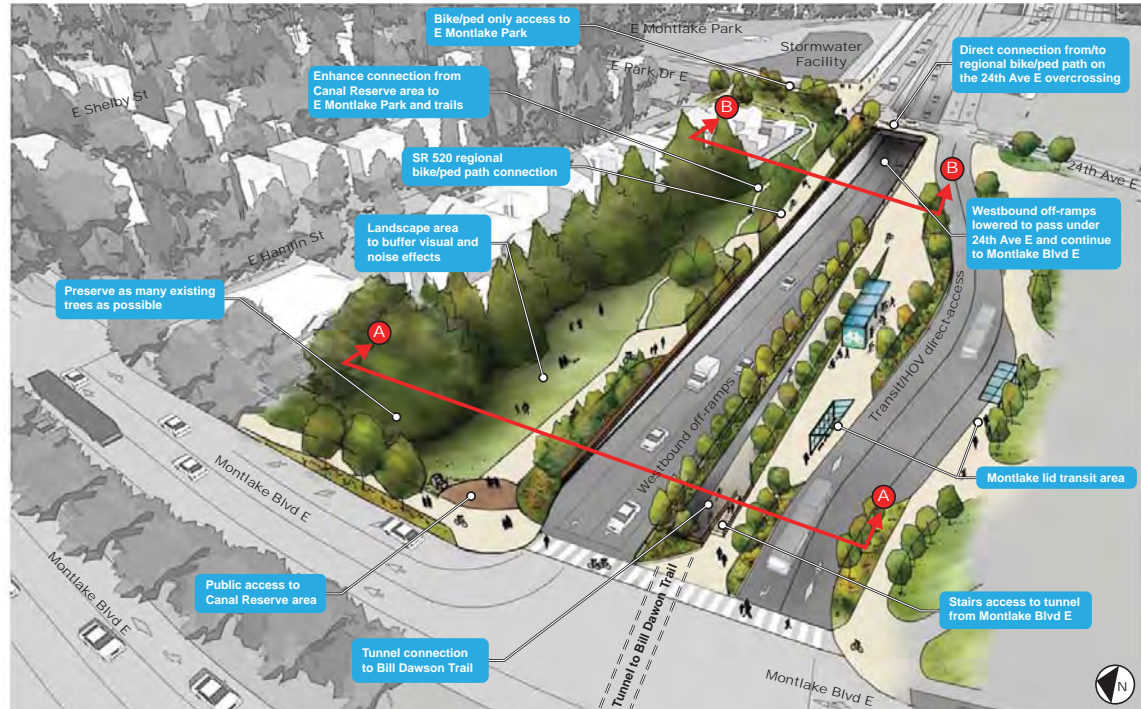 Bike/ped only access to
E Montlake Park
E Montlake Park
Stormwater
Facility
Direct connection from/to
regional bike/ped path on
the 24th Ave E overcrossing
E Park Dr E
Enhance connection from
Canal Reserve area to
E Montlake Park and trails
E Shelby St
B
SR 520 regional
bike/ped path connection
24th Ave E
B
Landscape area
to buffer visual and
noise effects
Westbound off-ramps
lowered to pass under
24th Ave E and continue
to Montlake Blvd E
E Hamlin St
Preserve as many existing
trees as possible
A
Transit/HOV direct-access
Westbound off-ramps
Montlake lid transit area
A
Montlake Blvd E
Montlake Blvd E
Public access to
Canal Reserve area
Stairs access to tunnel
from Montlake Blvd E
Tunnel connection
to Bill Dawson Trail
Tunnel to Bill Dawon Trail
Montlake Blvd E
N